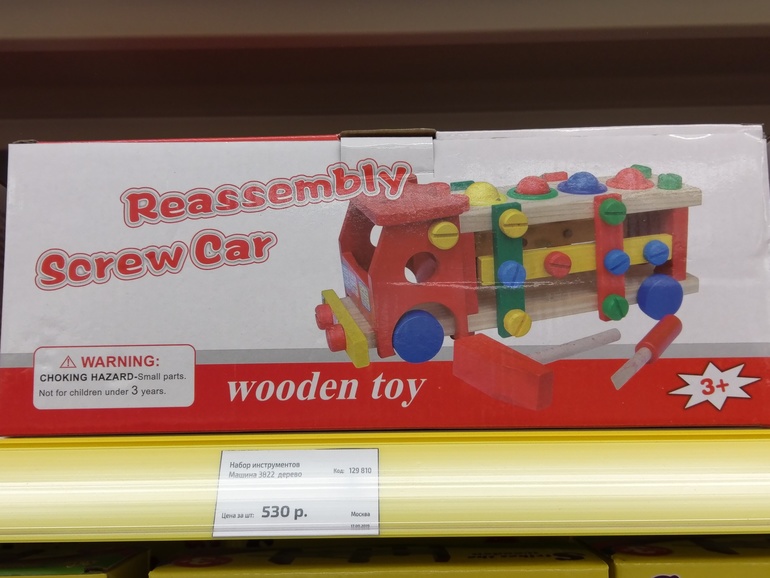 Reassembly
Screw Car
WARNING:
CHOKING HAZARD-Small parts.
Not for children under 3 years.
wooden toy
3+
Набор инструментов
Машина 3822 дерево
Код: 129 810
Цена за шт: 530 р.
Москва